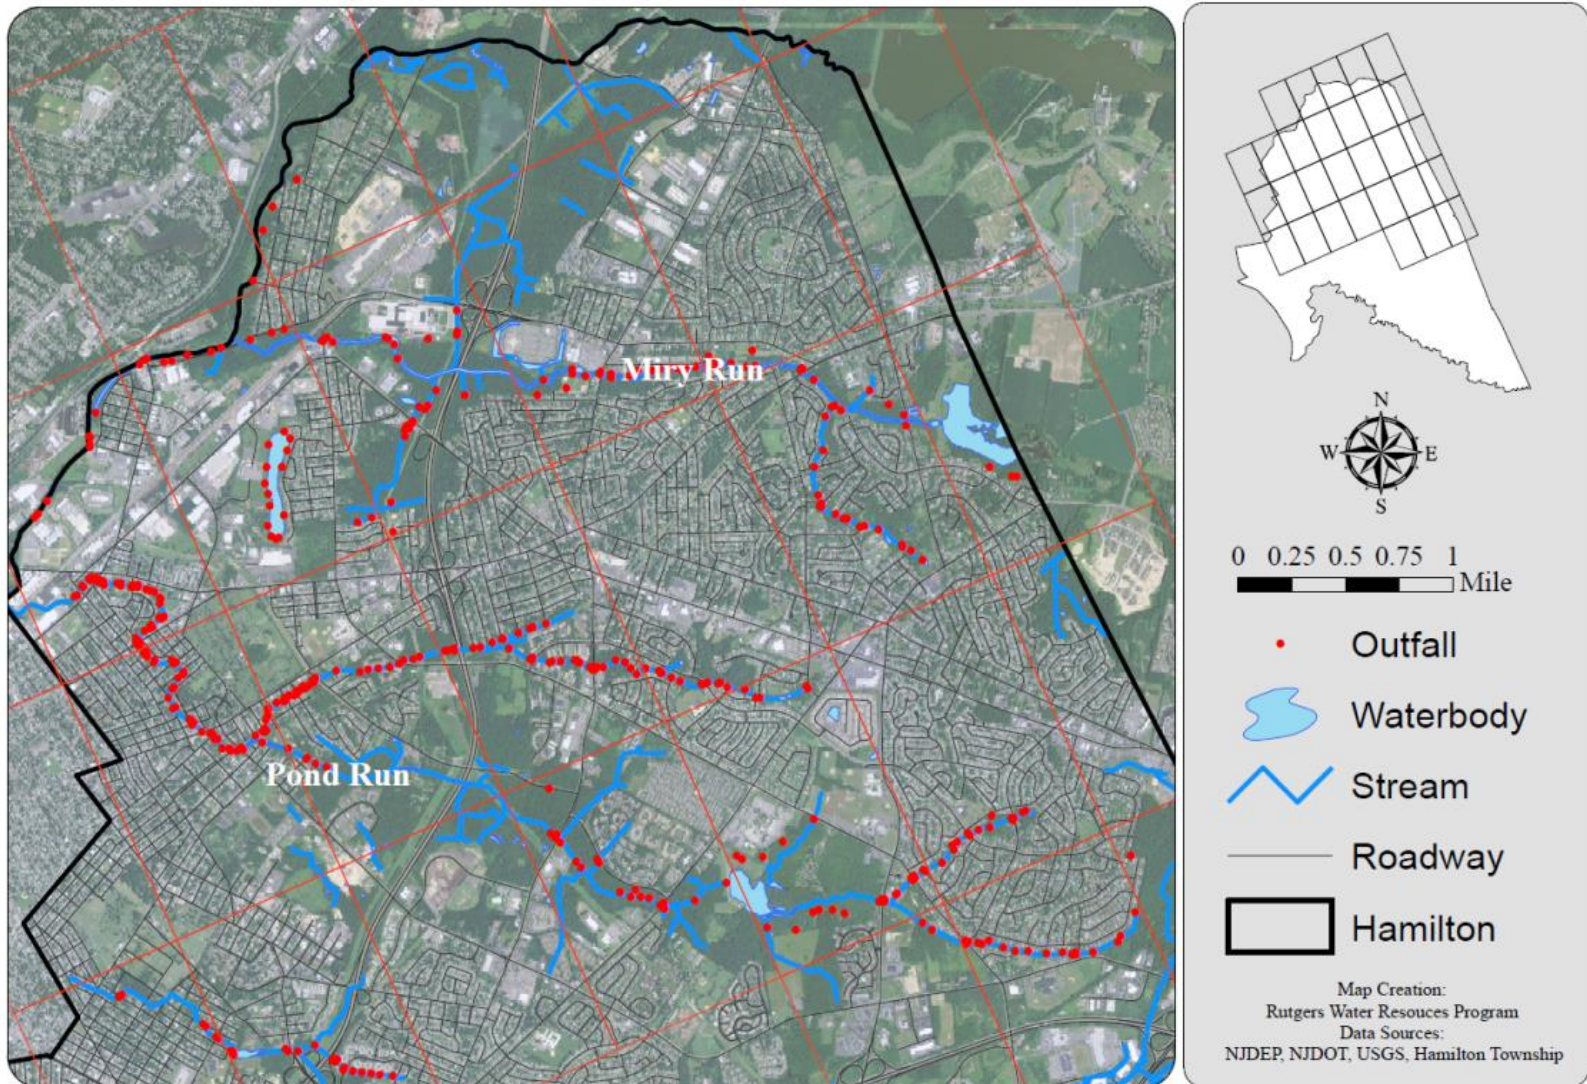 Miry Run
Pond Run
N
W E
S
0 0.25 0.5 0.75 1
Mile
Outfall
Waterbody
Stream
Roadway
Hamilton
Map Creation:
Rutgers Water Resouces Program
Data Sources:
NJDEP, NJDOT, USGS, Hamilton Township